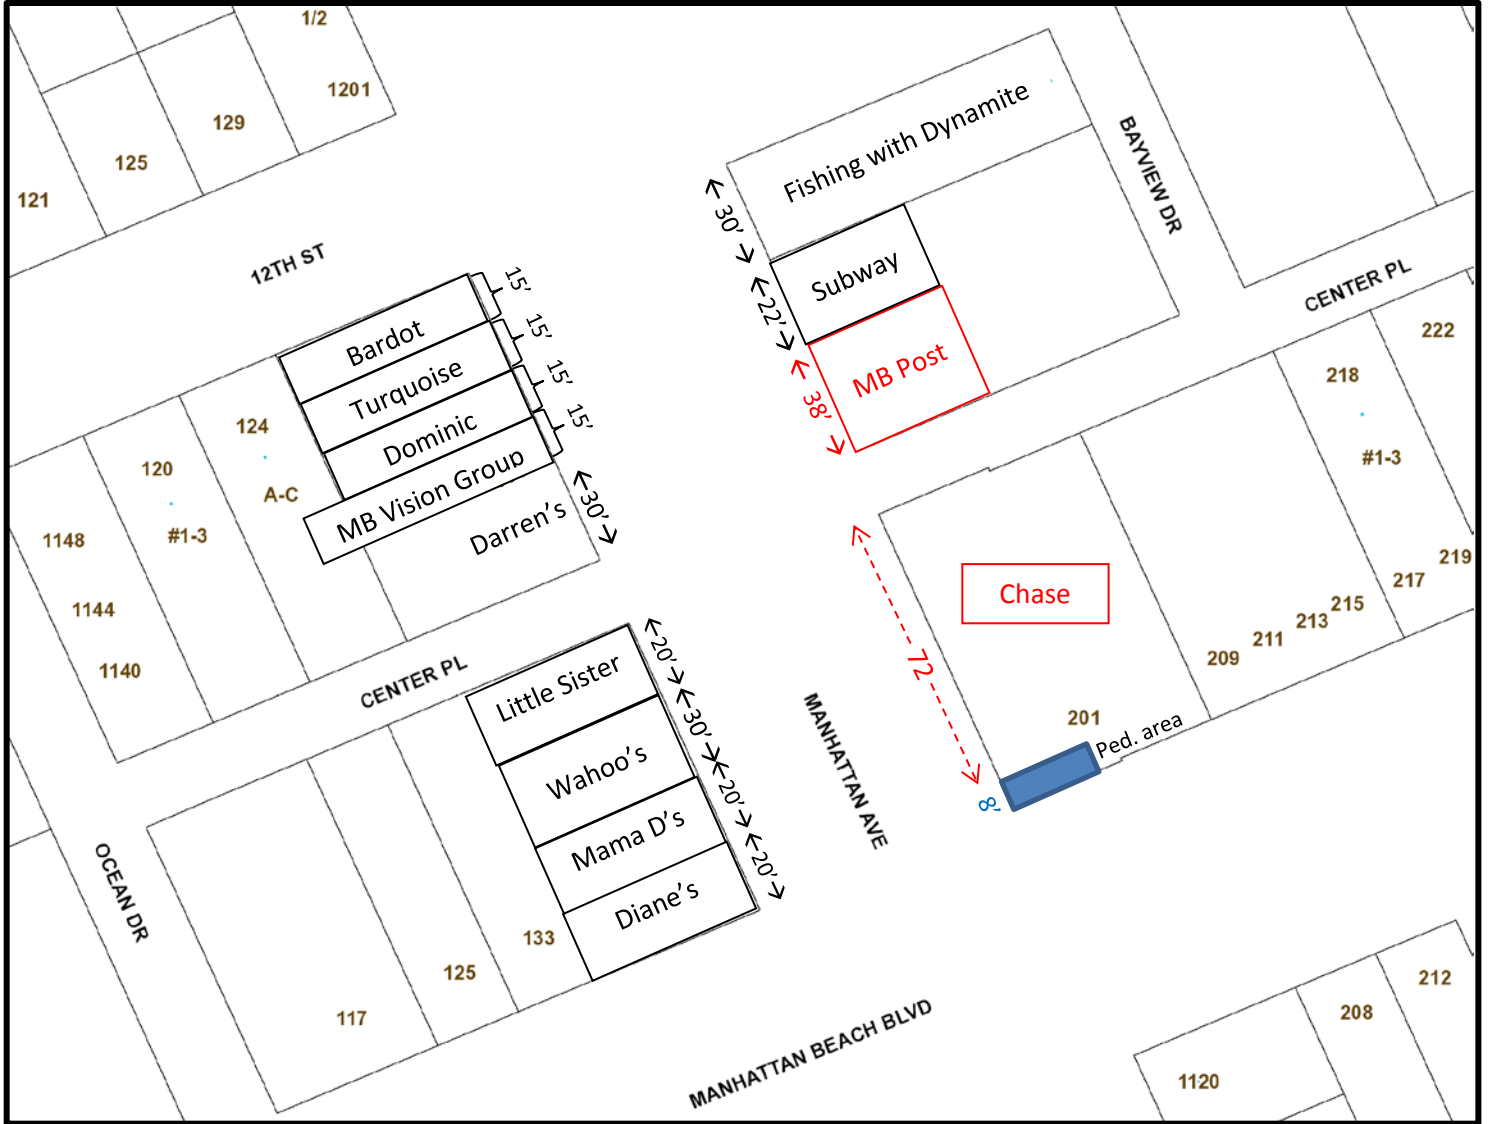 1/2
1201
129
125
121
12TH ST
Fishing with Dynamite
BAYVIEW DR
30’
Subway
22’
MB Post
38’
CENTER PL
222
218
#1-3
219
217
215
213
211
209
Bardot
15’
Turquoise
15’
Dominic
15’
MB Vision Group
15’
Darren’s
30’
124
A-C
120
#1-3
1148
1144
1140
CENTER PL
Chase
72
201
Ped. area
8’
Little Sister
20’
Wahoo’s
30’
Mama D’s
20’
Diane’s
20’
MANHATTAN AVE
OCEAN DR
133
125
117
MANHATTAN BEACH BLVD
212
208
1120